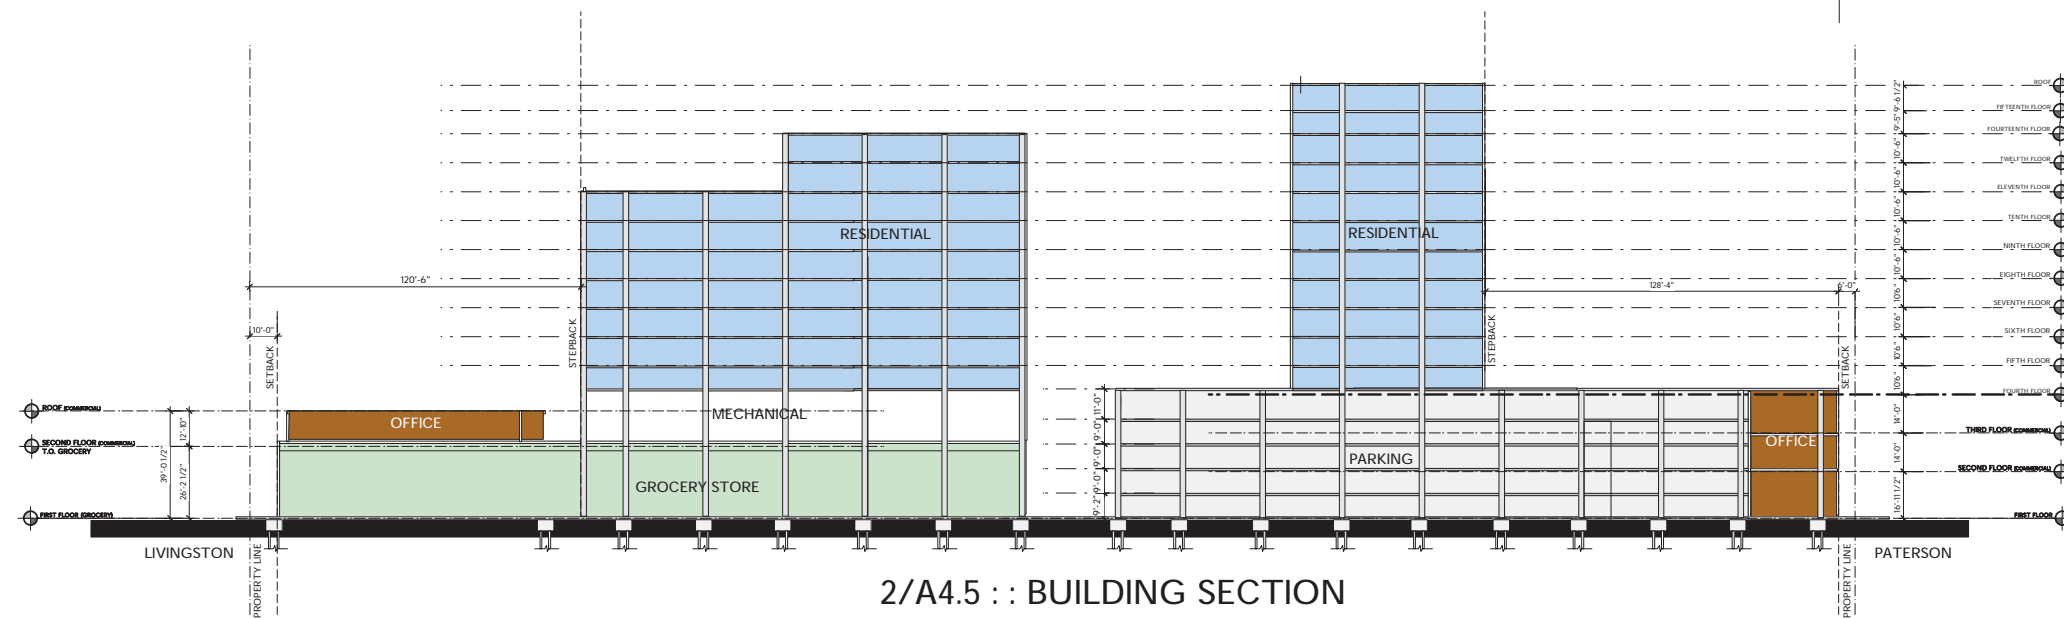 ROOF
FIFTEENTH FLOOR
FOURTEENTH FLOOR
TWELFTH FLOOR
ELEVENTH FLOOR
TENTH FLOOR
NINTH FLOOR
EIGHTH FLOOR
SEVENTH FLOOR
SIXTH FLOOR
FIFTH FLOOR
FOURTH FLOOR
THIRD FLOOR (COMMERCIAL)
SECOND FLOOR (COMMERCIAL)
FIRST FLOOR
9'-6 1/2"
9'-5"
10'-6"
10'-6"
10'-6"
10'-6"
10'-6"
10'-6"
10'6"
10'6"
10'6"
10'6"
14'-0"
14'-0"
16'-11 1/2"
RESIDENTIAL
RESIDENTIAL
120'-6"
128'-4"
6'-0"
10'-0"
SETBACK
STEPBACK
STEPBACK
SETBACK
ROOF (COMMERCIAL)
SECOND FLOOR (COMMERCIAL)
T.O. GROCERY
FIRST FLOOR (GROCERY)
39'-0 1/2"
12'-10"
26'-2 1/2"
OFFICE
MECHANICAL
GROCERY STORE
11'-0"
9'-0"
9'-0"
9'-0"
9'-2"
PARKING
OFFICE
LIVINGSTON
PROPERTY LINE
PROPERTY LINE
PATERSON
2/A4.5 : : BUILDING SECTION